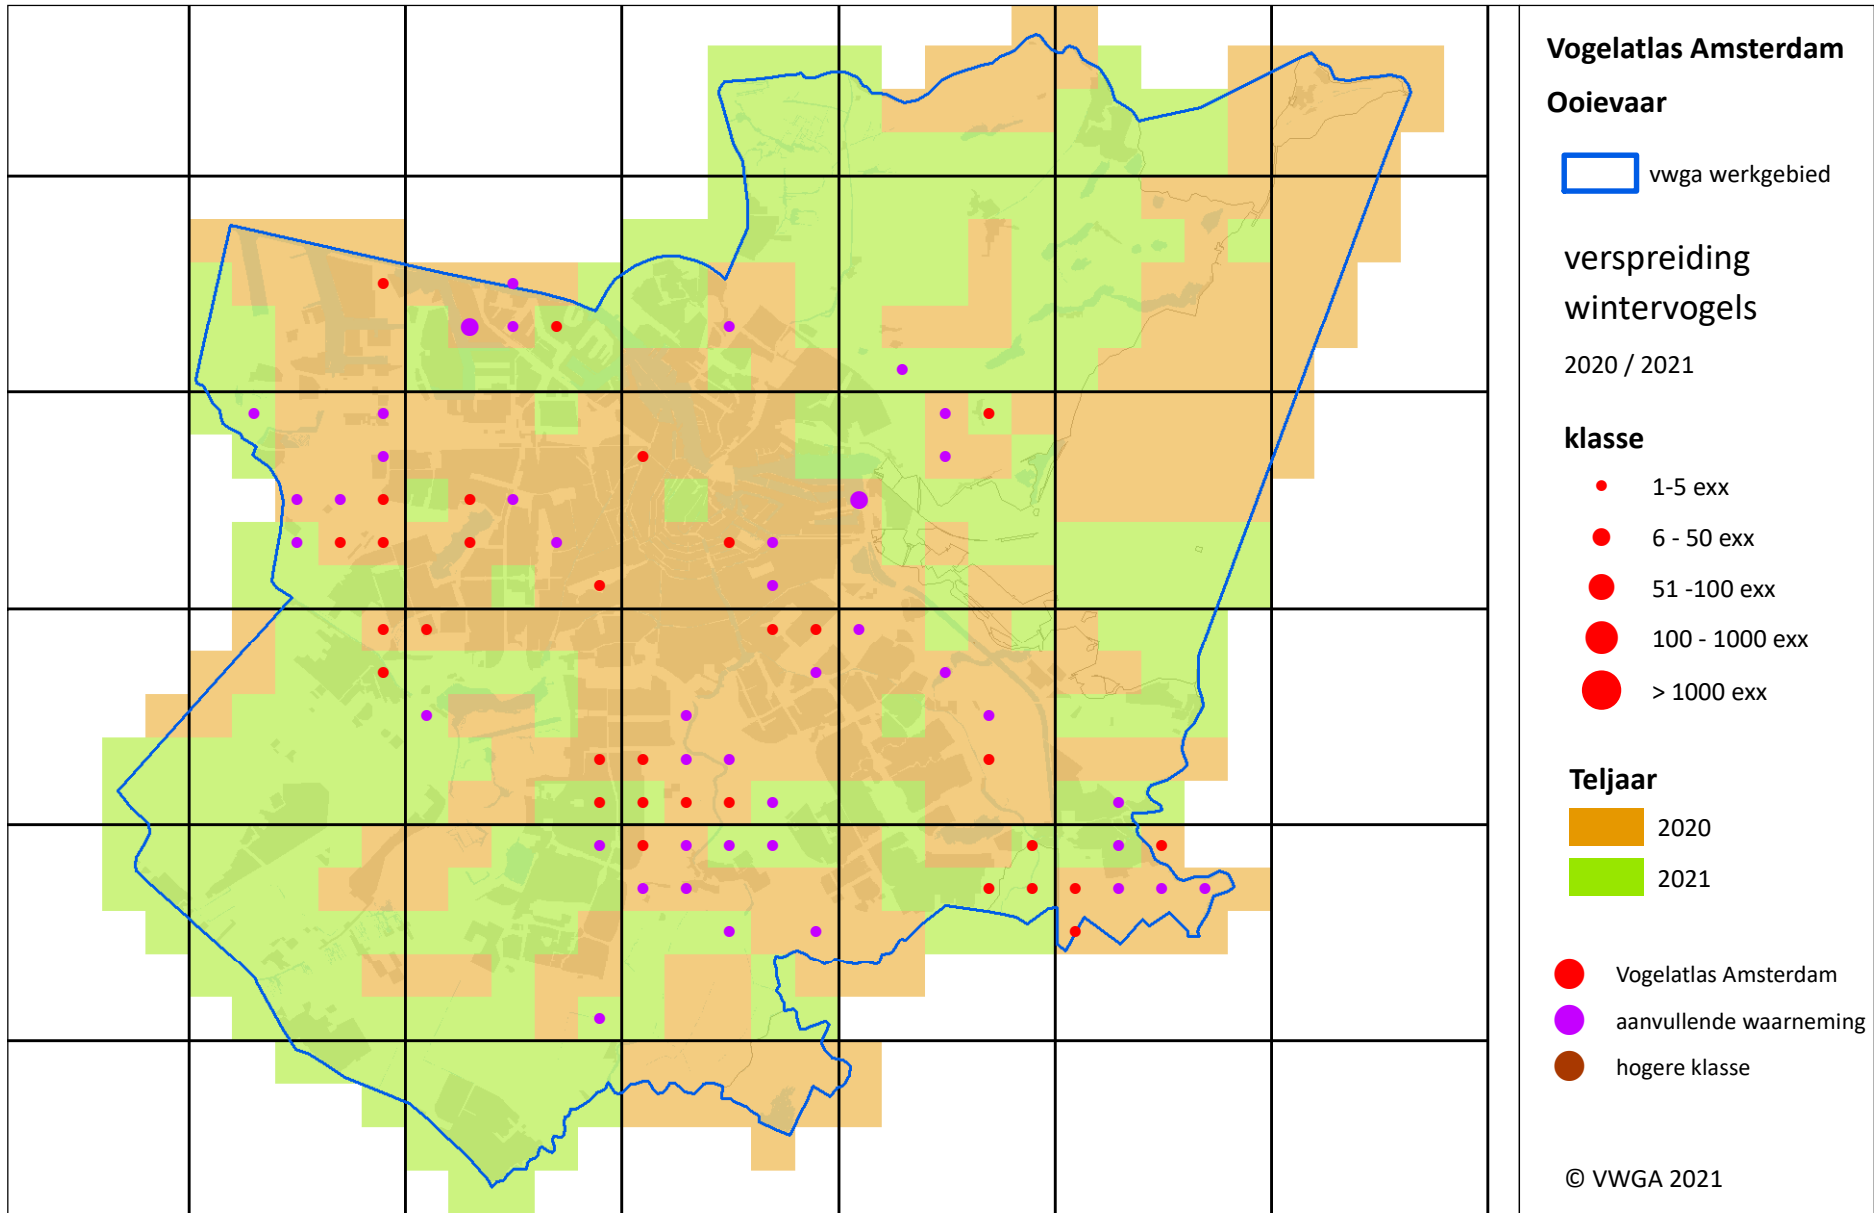 Vogelatlas Amsterdam
Ooievaar
vwga werkgebied
verspreiding
wintervogels
2020 / 2021
klasse
1-5 exx
6 - 50 exx
51 -100 exx
100 - 1000 exx
> 1000 exx
Teljaar
2020
2021
Vogelatlas Amsterdam
aanvullende waarneming
hogere klasse
© VWGA 2021